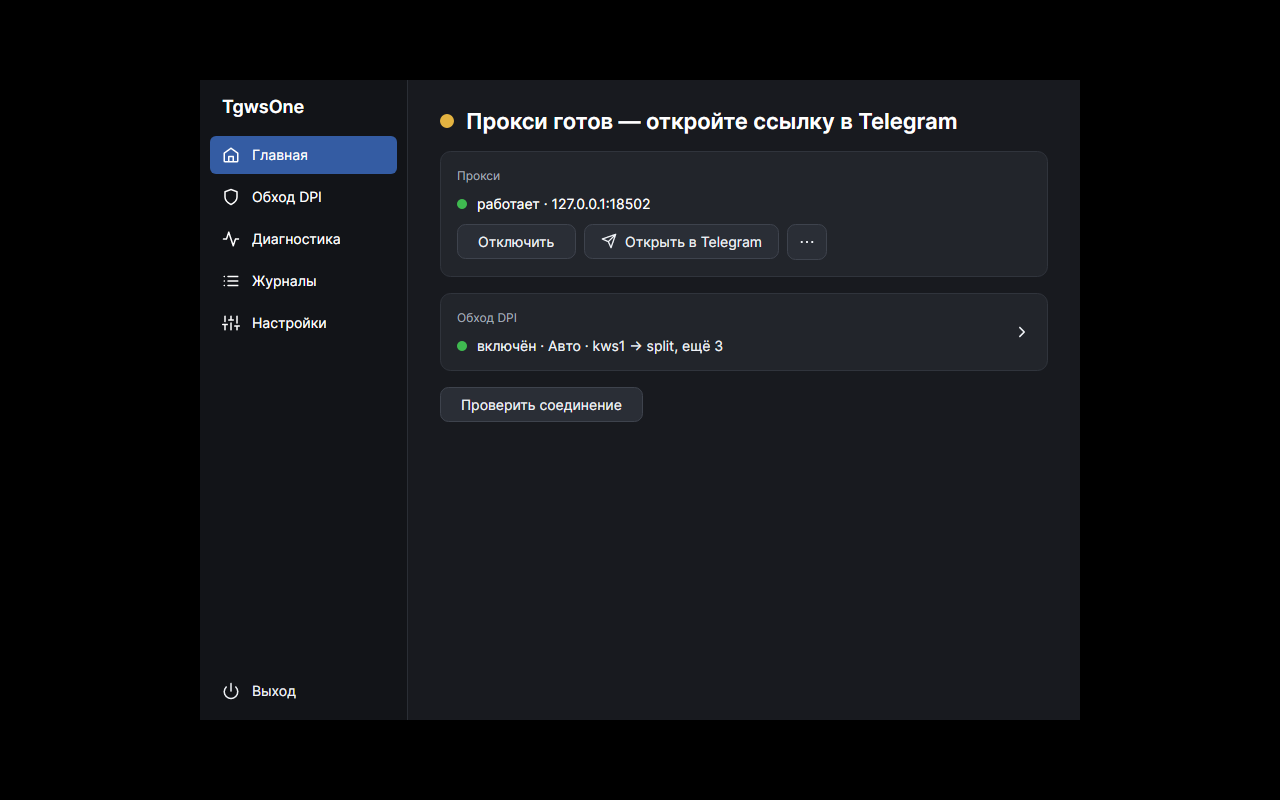 TgwsOne
Главная
Обход DPI
Диагностика
Журналы
Настройки
Выход
Прокси готов — откройте ссылку в Telegram
Прокси
работает · 127.0.0.1:18502
Отключить
Открыть в Telegram
···
Обход DPI
включён · Авто · kws1 → split, ещё 3
Проверить соединение